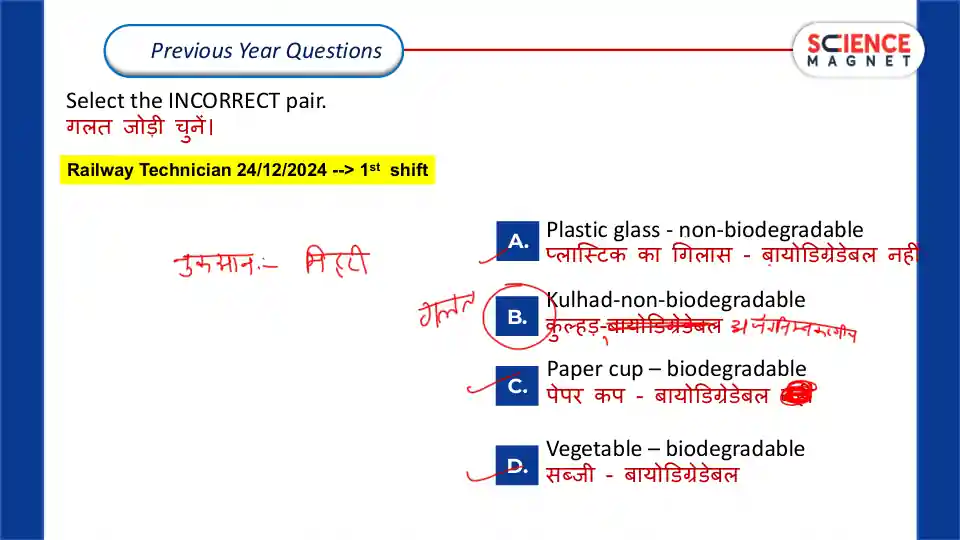 Previous Year Questions
SCIENCE
MAGNET
Select the INCORRECT pair.
गलत जोड़ी चुनें।
Railway Technician 24/12/2024 --> 1st shift
A. Plastic glass - non-biodegradable
प्लास्टिक का गिलास - बायोडिग्रेडेबल नहीं
नुकसान:- मिट्टी
गलत
B. Kulhad-non-biodegradable
कुल्हड़-बायोडिग्रेडेबल
C. Paper cup – biodegradable
पेपर कप - बायोडिग्रेडेबल
D. Vegetable – biodegradable
सब्जी - बायोडिग्रेडेबल